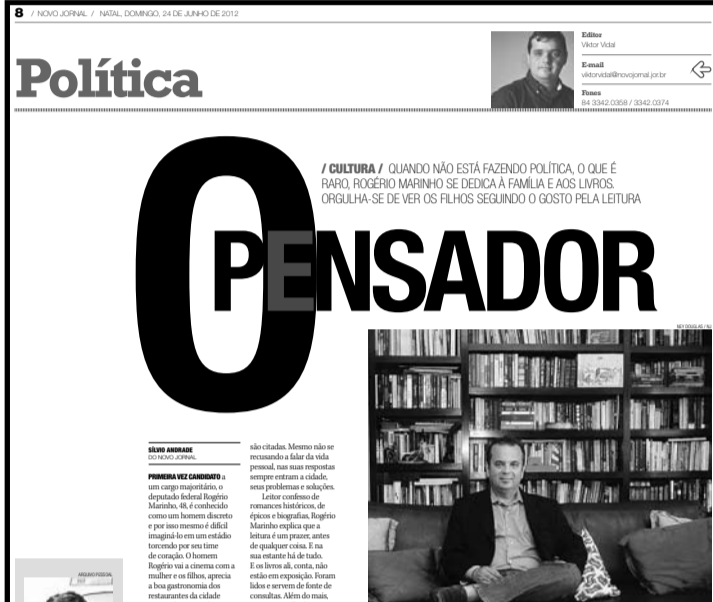 8 / NOVO JORNAL / NATAL, DOMINGO, 24 DE JUNHO DE 2012
Política
Editor
Viktor Vidal
E-mail
viktorvidal@novojornal.jor.br
Fones
84 3342.0358 / 3342.0374
/ CULTURA / QUANDO NÃO ESTÁ FAZENDO POLÍTICA, O QUE É
RARO, ROGÉRIO MARINHO SE DEDICA À FAMÍLIA E AOS LIVROS.
ORGULHA-SE DE VER OS FILHOS SEGUINDO O GOSTO PELA LEITURA
O PENSADOR
NEY DOUGLAS / NJ
SÍLVIO ANDRADE
DO NOVO JORNAL
PRIMEIRA VEZ CANDIDATO a
um cargo majoritário, o
deputado federal Rogério
Marinho, 48, é conhecido
como um homem discreto
e por isso mesmo é difícil
imaginá-lo em um estádio
torcendo por seu time
de coração. O homem
Rogério vai a cinema com a
mulher e os filhos, aprecia
a boa gastronomia dos
restaurantes da cidade
são citadas. Mesmo não se
recusando a falar da vida
pessoal, nas suas respostas
sempre entram a cidade,
seus problemas e soluções.
Leitor confesso de
romances históricos, de
épicos e biografias, Rogério
Marinho explica que a
leitura é um prazer, antes
de qualquer coisa. E na
sua estante há de tudo.
E os livros ali, conta, não
estão em exposição. Foram
lidos e servem de fonte de
consultas. Além do mais,
ARQUIVO PESSOAL